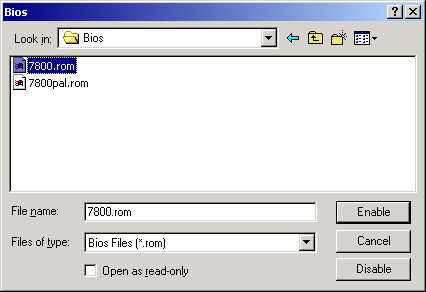 Bios
Look in: Bios
7800.rom
7800pal.rom
File name: 7800.rom Enable
Files of type: Bios Files (*.rom) Cancel
Open as read-only Disable